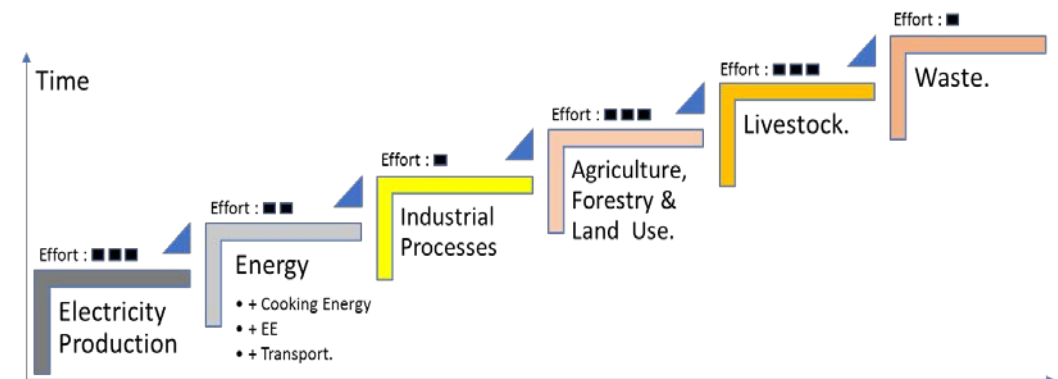 Time
Effort : ■ ■ ■
Electricity
Production
Effort : ■ ■
Energy
• + Cooking Energy
• + EE
• + Transport.
Effort : ■
Industrial
Processes
Effort : ■ ■ ■
Agriculture,
Forestry &
Land Use.
Effort : ■ ■ ■
Livestock.
Effort : ■
Waste.